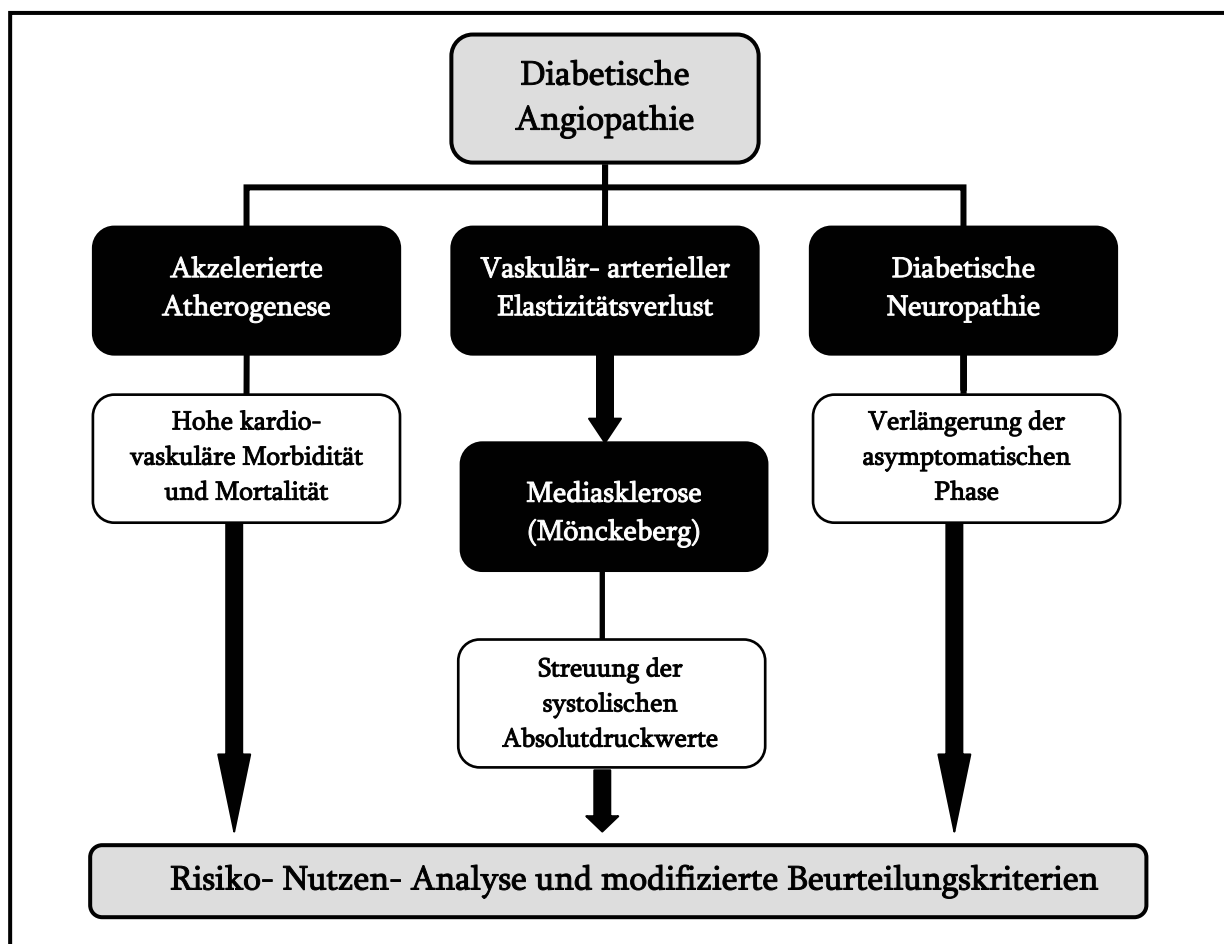 Diabetische
Angiopathie
Akzelerierte
Atherogenese
Vaskulär- arterieller
Elastizitätsverlust
Diabetische
Neuropathie
Hohe kardio-
vaskuläre Morbidität
und Mortalität
Mediasklerose
(Mönckeberg)
Verlängerung der
asymptomatischen
Phase
Streuung der
systolischen
Absolutdruckwerte
Risiko- Nutzen- Analyse und modifizierte Beurteilungskriterien